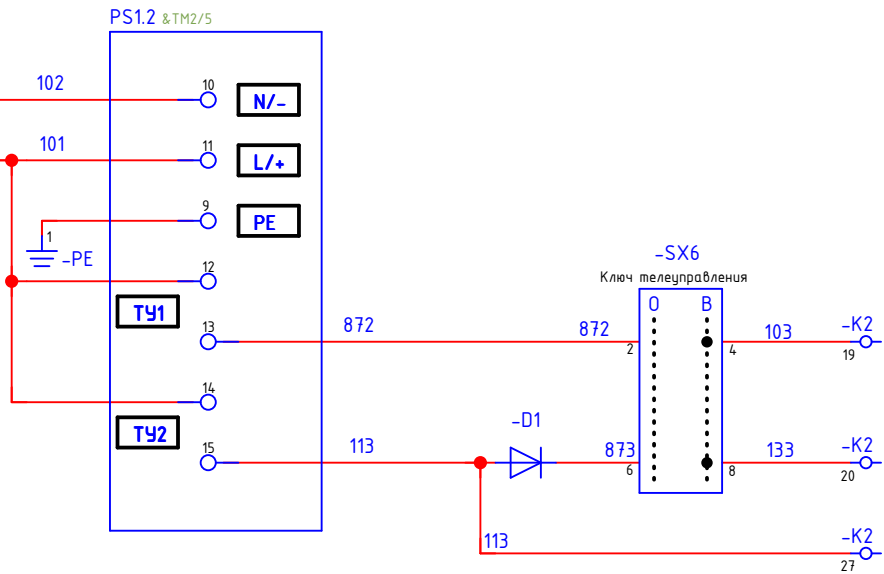 PS1.2 &TM2/5
102
10
N/-
101
11
L/+
9
PE
1
-PE
12
ТУ1
13
872
14
ТУ2
15
113
-D1
-SX6
Ключ телеуправления
О В
872
2
4
103
-K2
19
873
6
8
133
-K2
20
113
-K2
27